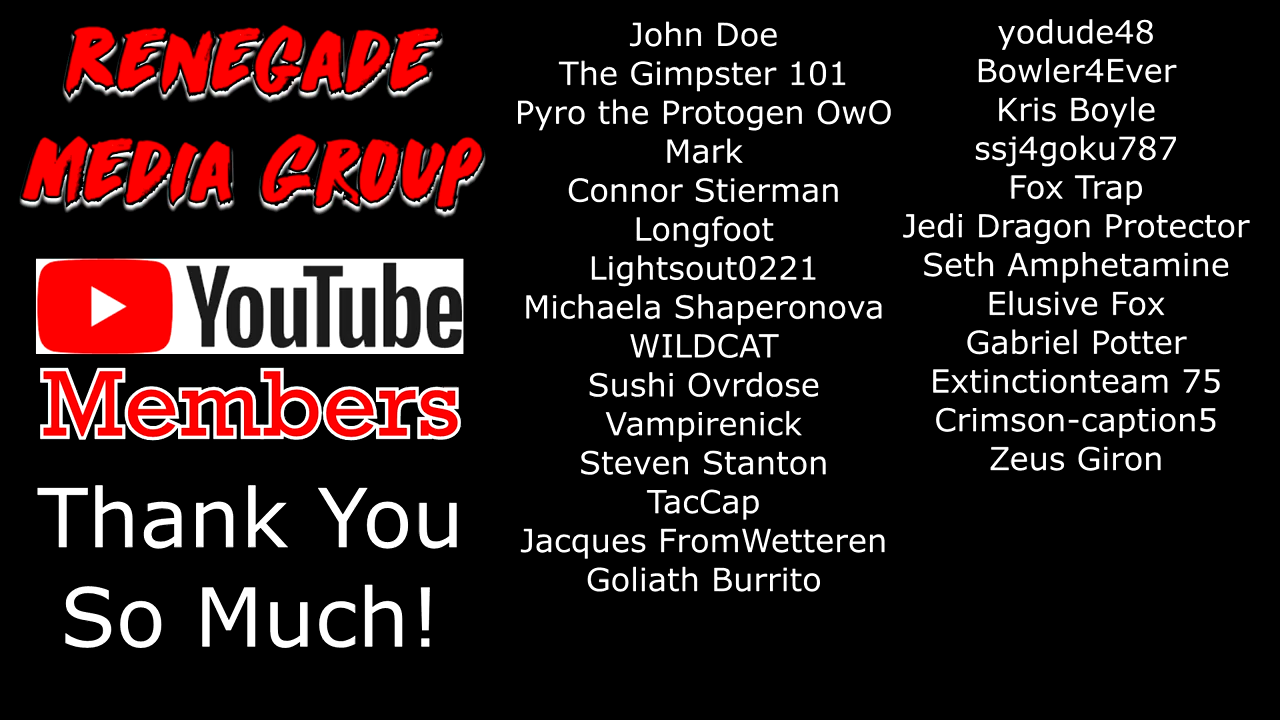 RENEGADE
MEDIA GROUP
YouTube
Members
Thank You
So Much!
John Doe
The Gimpster 101
Pyro the Protogen OwO
Mark
Connor Stierman
Longfoot
Lightsout0221
Michaela Shaperonova
WILDCAT
Sushi Ovrdose
Vampirenick
Steven Stanton
TacCap
Jacques FromWetteren
Goliath Burrito
yodude48
Bowler4Ever
Kris Boyle
ssj4goku787
Fox Trap
Jedi Dragon Protector
Seth Amphetamine
Elusive Fox
Gabriel Potter
Extinctionteam 75
Crimson-caption5
Zeus Giron